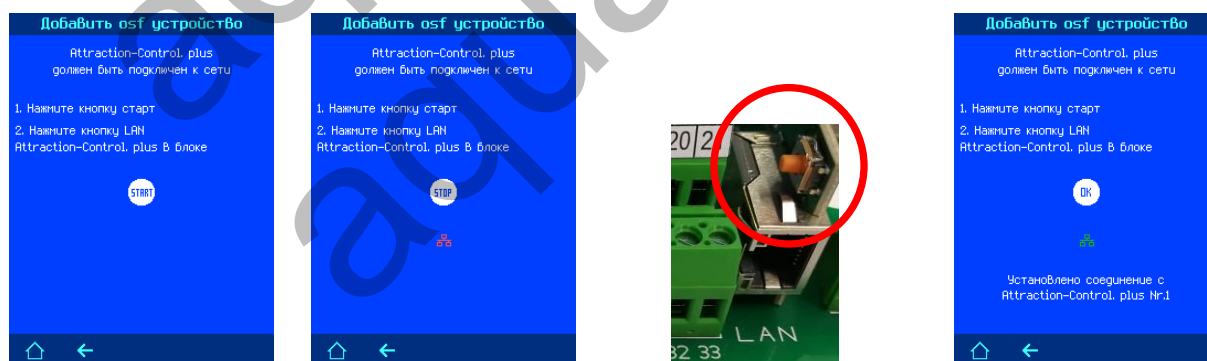 Добавить osf устройство
Attraction-Control. plus
должен быть подключен к сети
1. Нажмите кнопку старт
2. Нажмите кнопку LAN
Attraction-Control. plus В блоке
START
Добавить osf устройство
Attraction-Control. plus
должен быть подключен к сети
1. Нажмите кнопку старт
2. Нажмите кнопку LAN
Attraction-Control. plus В блоке
STOP
20 2
LAN
32 33
Добавить osf устройство
Attraction-Control. plus
должен быть подключен к сети
1. Нажмите кнопку старт
2. Нажмите кнопку LAN
Attraction-Control. plus В блоке
OK
Установлено соединение с
Attraction-Control. plus Nr.1